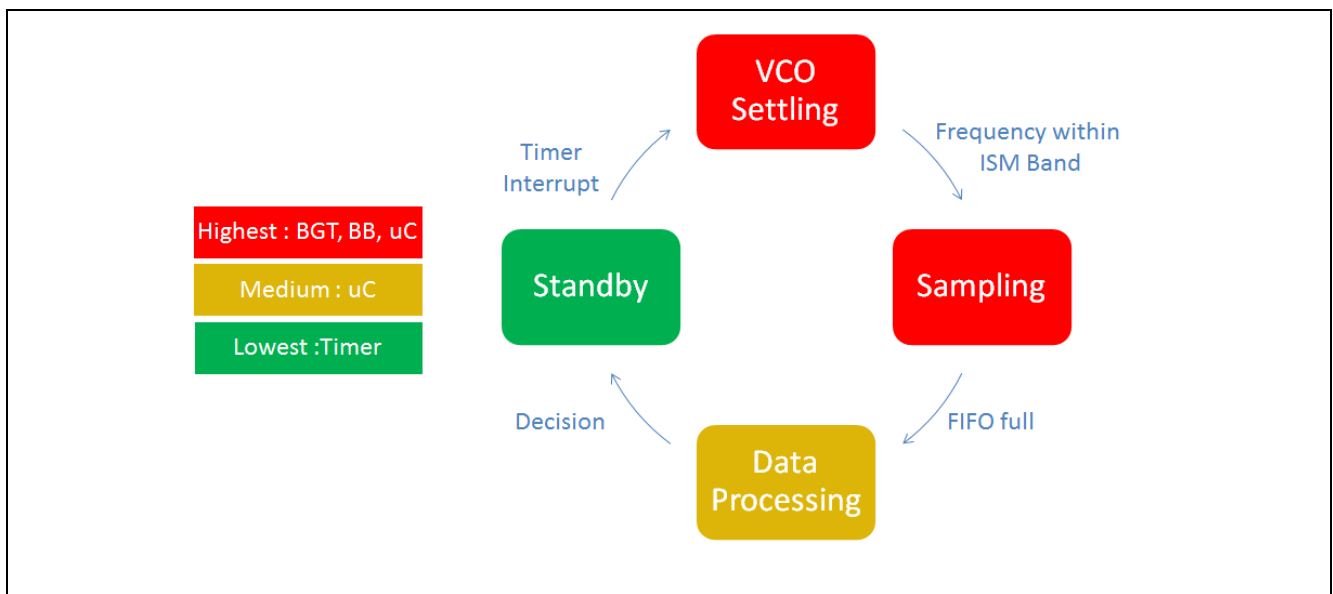 VCO
Settling
Timer
Interrupt
Frequency within
ISM Band
Highest : BGT, BB, uC
Medium : uC
Lowest :Timer
Standby
Sampling
Decision
FIFO full
Data
Processing